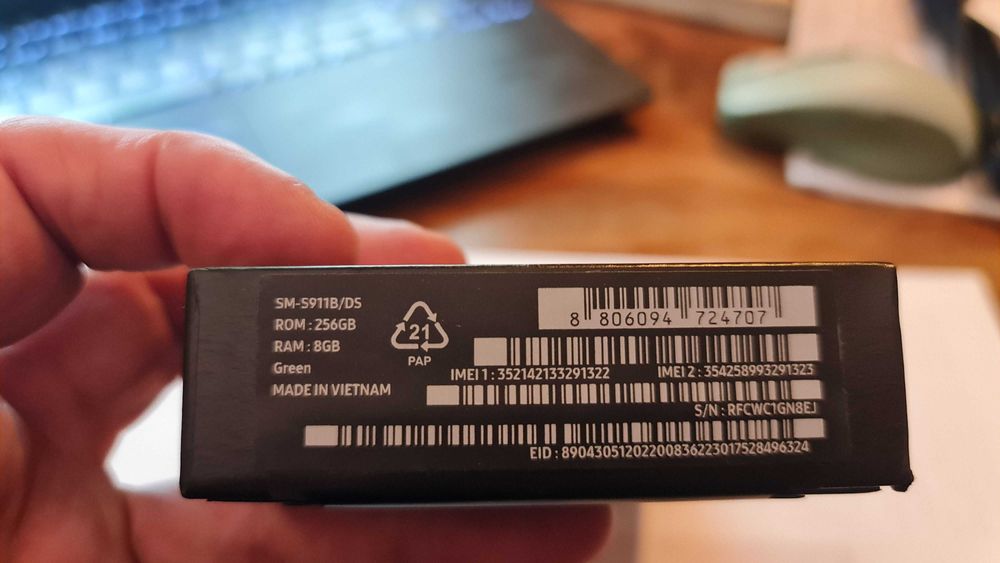 SM-S911B/DS
ROM : 256GB
RAM : 8GB
Green
MADE IN VIETNAM
21
PAP
8 806094 724707
IMEI 1 : 352142133291322 IMEI 2 : 354258993291323
S/N : RFCWC1GN8EJ
EID : 89043051202200836223017528496324